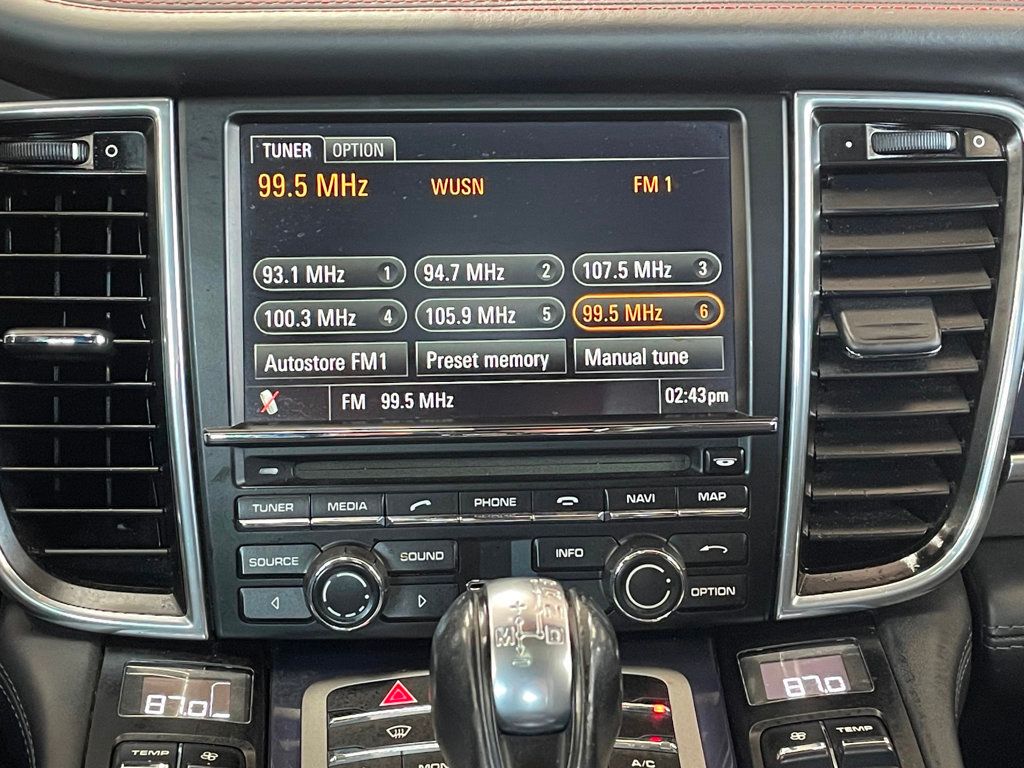 TUNER OPTION
99.5 MHz WUSN FM 1
93.1 MHz 1 94.7 MHz 2 107.5 MHz 3
100.3 MHz 4 105.9 MHz 5 99.5 MHz 6
Autostore FM1 Preset memory Manual tune
FM 99.5 MHz 02:43pm
TUNER MEDIA PHONE NAVI MAP
SOURCE SOUND INFO
OPTION
+
M D
-
87.0 87.0
TEMP TEMP
MONO A/C